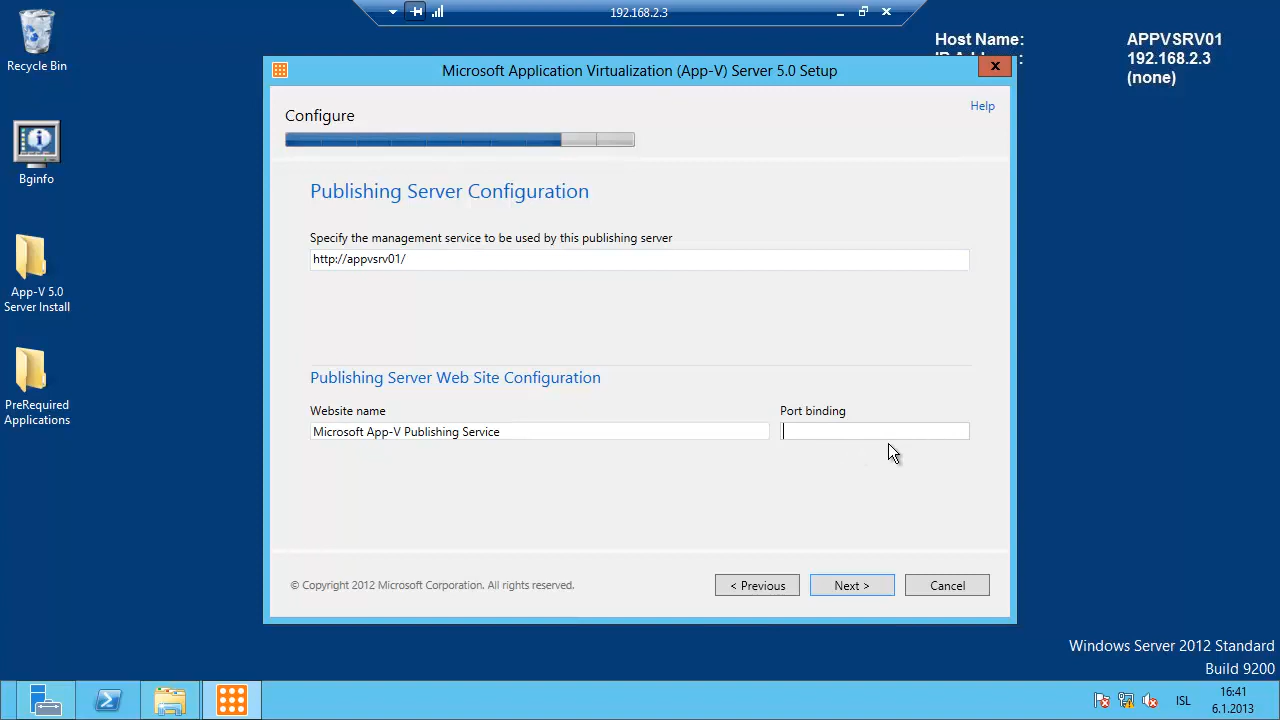 192.168.2.3
Recycle Bin
Bginfo
App-V 5.0
Server Install
PreRequired
Applications
Host Name:
APPVSRV01
192.168.2.3
(none)
Microsoft Application Virtualization (App-V) Server 5.0 Setup
Help
Configure
Publishing Server Configuration
Specify the management service to be used by this publishing server
http://appvsrv01/
Publishing Server Web Site Configuration
Website name
Port binding
Microsoft App-V Publishing Service
© Copyright 2012 Microsoft Corporation. All rights reserved.
< Previous
Next >
Cancel
Windows Server 2012 Standard
Build 9200
ISL
16:41
6.1.2013